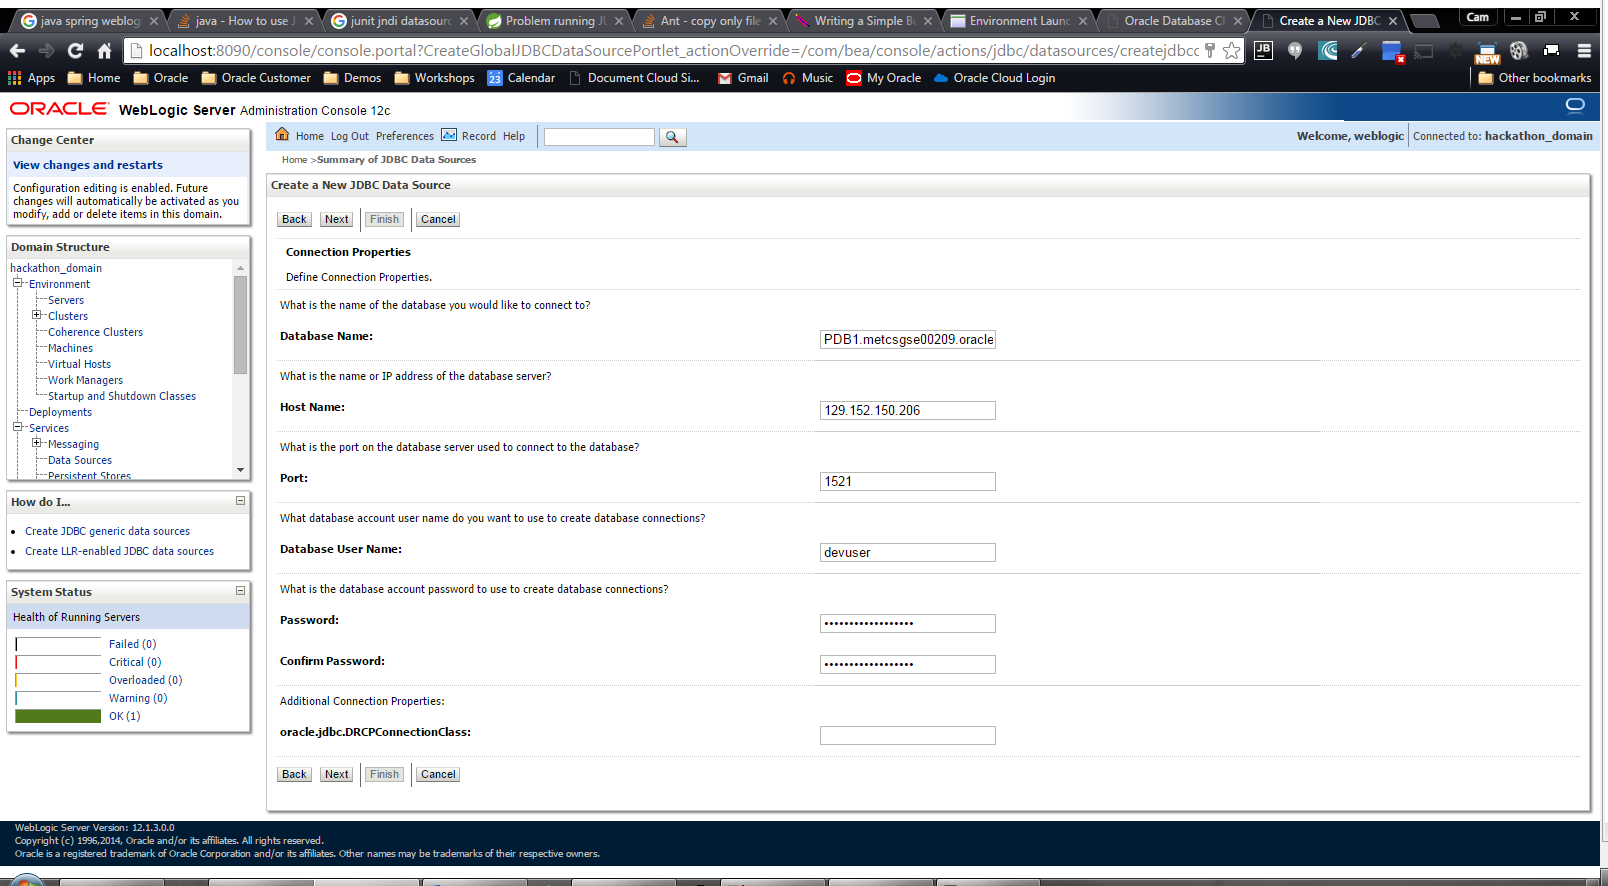 java spring weblog
java - How to use J
junit jndi datasourc
Problem running JU
Ant - copy only file
Writing a Simple Bu
Environment Launc
Oracle Database Cl
Create a New JDBC
Cam
localhost:8090/console/console.portal?CreateGlobalJDBCDataSourcePortlet_actionOverride=/com/bea/console/actions/jdbc/datasources/createjdbcc
JB
NEW
Apps
Home
Oracle
Oracle Customer
Demos
Workshops
23
Calendar
Document Cloud Si...
Gmail
Music
My Oracle
Oracle Cloud Login
Other bookmarks
ORACLE WebLogic Server Administration Console 12c
Change Center
View changes and restarts
Configuration editing is enabled. Future
changes will automatically be activated as you
modify, add or delete items in this domain.
Domain Structure
hackathon_domain
Environment
Servers
Clusters
Coherence Clusters
Machines
Virtual Hosts
Work Managers
Startup and Shutdown Classes
Deployments
Services
Messaging
Data Sources
Persistent Stores
How do I...
Create JDBC generic data sources
Create LLR-enabled JDBC data sources
System Status
Health of Running Servers
Failed (0)
Critical (0)
Overloaded (0)
Warning (0)
OK (1)
Home Log Out Preferences Record Help
Welcome, weblogic Connected to: hackathon_domain
Home >Summary of JDBC Data Sources
Create a New JDBC Data Source
Back Next Finish Cancel
Connection Properties
Define Connection Properties.
What is the name of the database you would like to connect to?
Database Name: PDB1.metcsgse00209.oracle
What is the name or IP address of the database server?
Host Name: 129.152.150.206
What is the port on the database server used to connect to the database?
Port: 1521
What database account user name do you want to use to create database connections?
Database User Name: devuser
What is the database account password to use to create database connections?
Password: ••••••••••••••••••
Confirm Password: ••••••••••••••••••
Additional Connection Properties:
oracle.jdbc.DRCPConnectionClass:
Back Next Finish Cancel
WebLogic Server Version: 12.1.3.0.0
Copyright (c) 1996,2014, Oracle and/or its affiliates. All rights reserved.
Oracle is a registered trademark of Oracle Corporation and/or its affiliates. Other names may be trademarks of their respective owners.